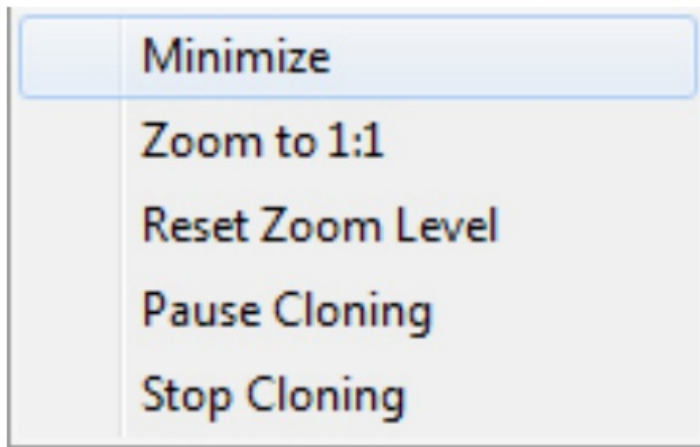 Minimize
Zoom to 1:1
Reset Zoom Level
Pause Cloning
Stop Cloning